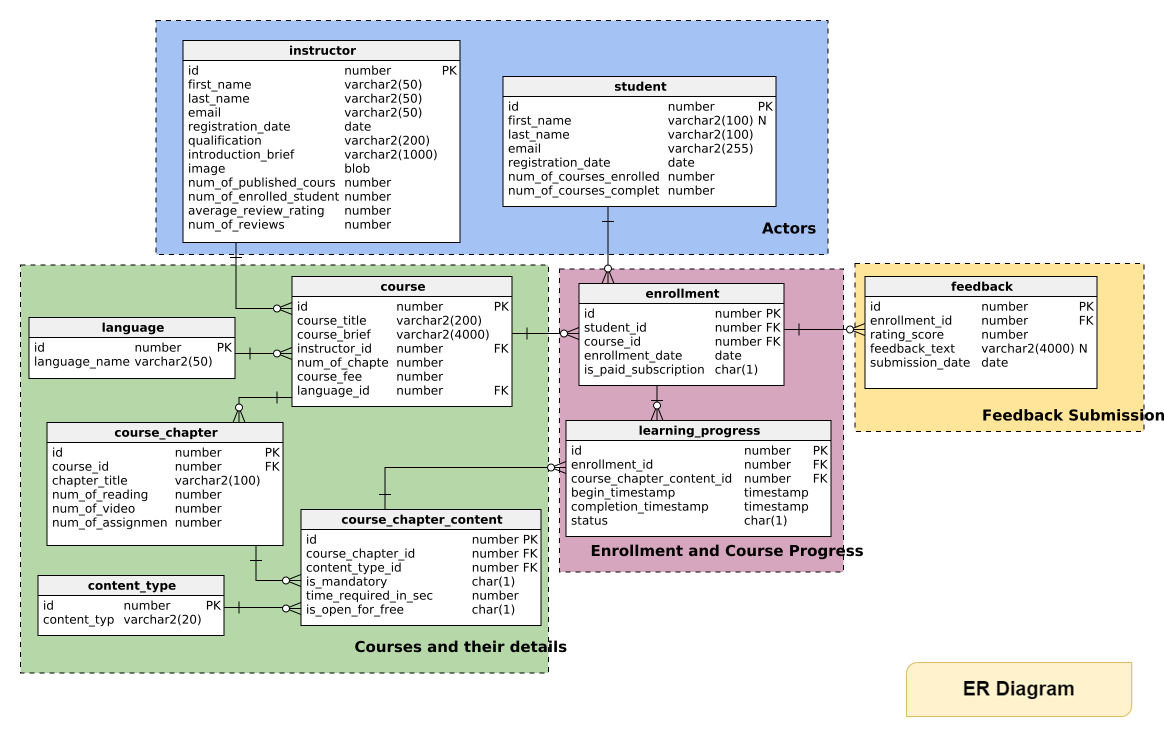 instructor
id number PK
first_name varchar2(50)
last_name varchar2(50)
email varchar2(50)
registration_date date
qualification varchar2(200)
introduction_brief varchar2(1000)
image blob
num_of_published_cours number
num_of_enrolled_student number
average_review_rating number
num_of_reviews number
student
id number PK
first_name varchar2(100) N
last_name varchar2(100)
email varchar2(255)
registration_date date
num_of_courses_enrolled number
num_of_courses_complet number
Actors
course
id number PK
course_title varchar2(200)
course_brief varchar2(4000)
instructor_id number FK
num_of_chapte number
course_fee number
language_id number FK
language
id number PK
language_name varchar2(50)
course_chapter
id number PK
course_id number FK
chapter_title varchar2(100)
num_of_reading number
num_of_video number
num_of_assignmen number
course_chapter_content
id number PK
course_chapter_id number FK
content_type_id number FK
is_mandatory char(1)
time_required_in_sec number
is_open_for_free char(1)
content_type
id number PK
content_typ varchar2(20)
Courses and their details
enrollment
id number PK
student_id number FK
course_id number FK
enrollment_date date
is_paid_subscription char(1)
learning_progress
id number PK
enrollment_id number FK
course_chapter_content_id number FK
begin_timestamp timestamp
completion_timestamp timestamp
status char(1)
Enrollment and Course Progress
feedback
id number PK
enrollment_id number FK
rating_score number
feedback_text varchar2(4000) N
submission_date date
Feedback Submission
ER Diagram